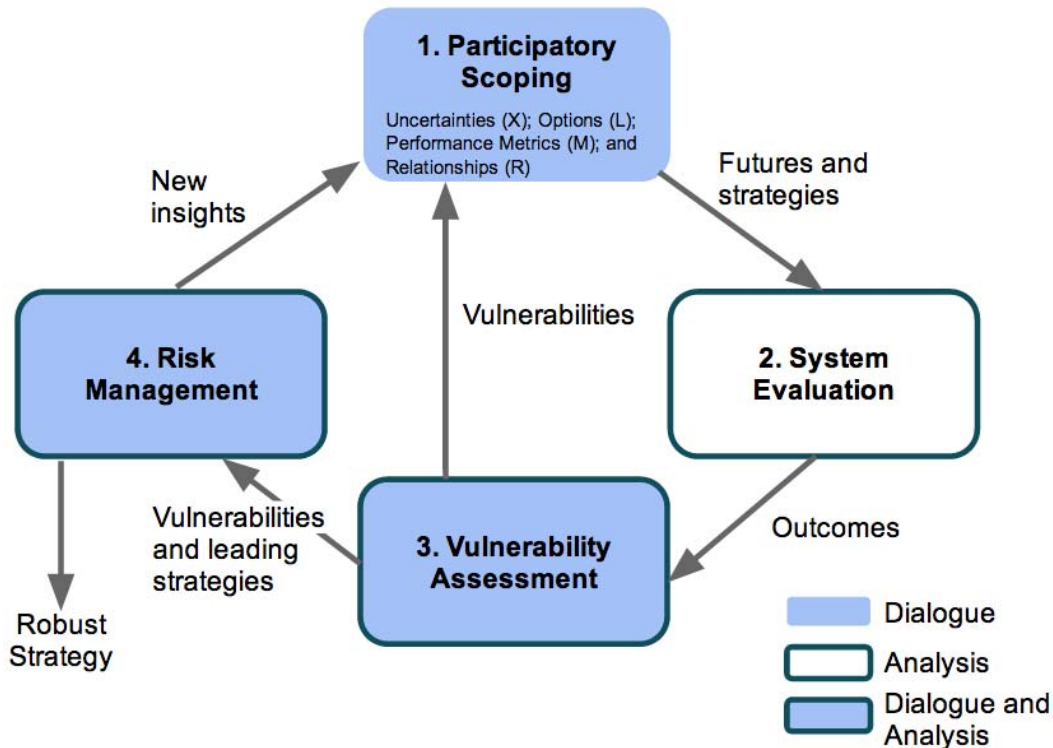 1. Participatory
Scoping
Uncertainties (X); Options (L);
Performance Metrics (M); and
Relationships (R)
New
insights
Futures and
strategies
Vulnerabilities
4. Risk
Management
2. System
Evaluation
Vulnerabilities
and leading
strategies
3. Vulnerability
Assessment
Outcomes
Robust
Strategy
Dialogue
Analysis
Dialogue and
Analysis